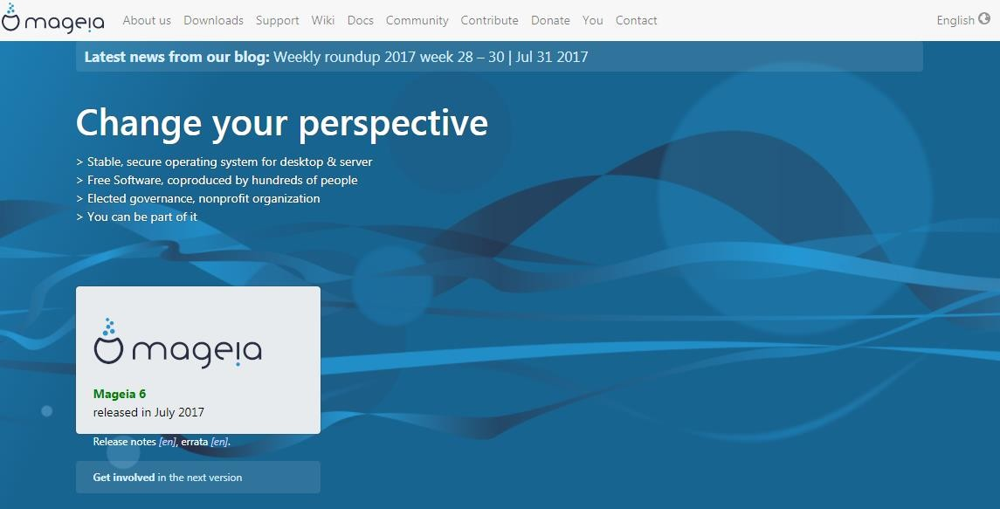 mageia About us Downloads Support Wiki Docs Community Contribute Donate You Contact English
Latest news from our blog: Weekly roundup 2017 week 28 – 30 | Jul 31 2017
Change your perspective
> Stable, secure operating system for desktop & server
> Free Software, coproduced by hundreds of people
> Elected governance, nonprofit organization
> You can be part of it
mageia
Mageia 6
released in July 2017
Release notes [en], errata [en].
Get involved in the next version